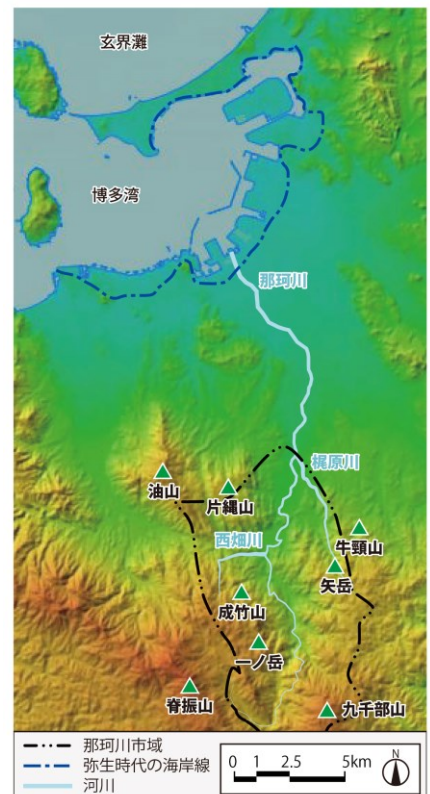 玄界灘
博多湾
那珂川
梶原川
油山
片縄山
西畑川
牛頸山
矢岳
成竹山
一ノ岳
脊振山
九千部山
那珂川市域
弥生時代の海岸線
河川
0 1 2.5 5km
N